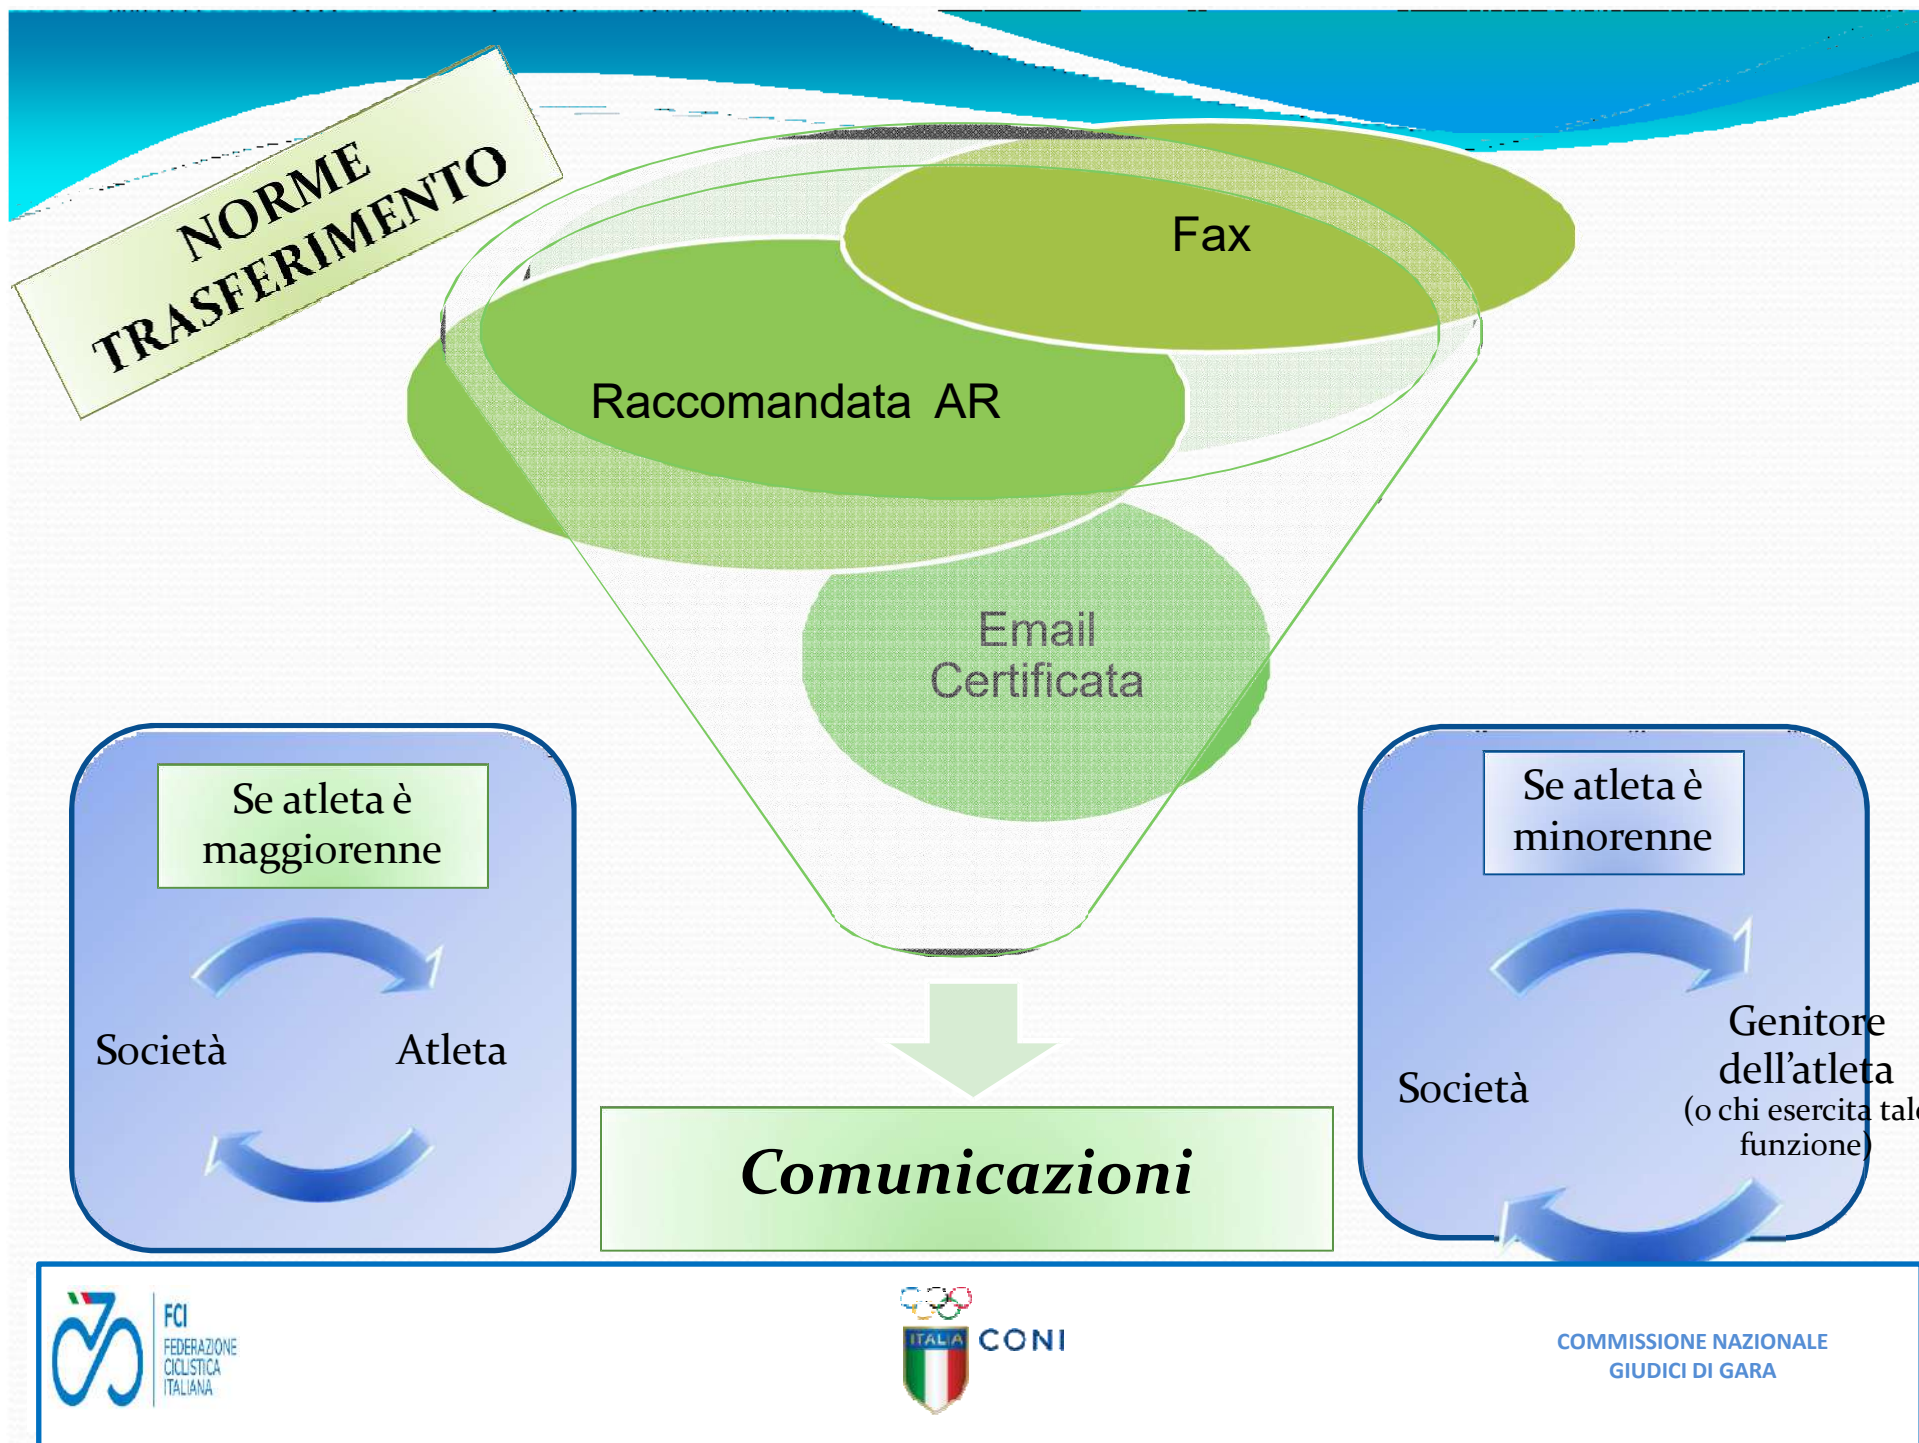 NORME
TRASFERIMENTO
Fax
Raccomandata AR
Email
Certificata
Se atleta è
maggiorenne
Società
Atleta
Se atleta è
minorenne
Società
Genitore
dell'atleta
(o chi esercita tale
funzione)
Comunicazioni
FCI
FEDERAZIONE
CICLISTICA
ITALIANA
ITALIA
CONI
COMMISSIONE NAZIONALE
GIUDICI DI GARA